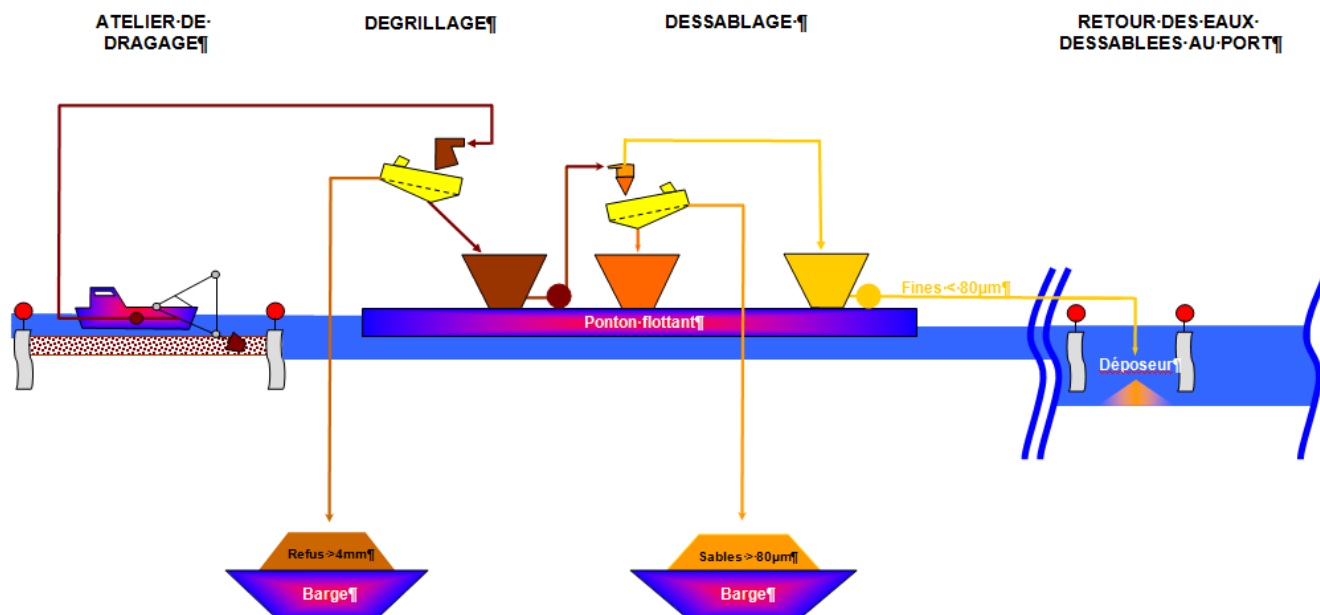 ATELIER·DE·
DRAGAGE¶
DEGRILLAGE¶
DESSABLAGE·¶
RETOUR·DES·EAUX·
DESSABLEES·AU·PORT¶
Fines·<·80µm¶
Ponton·flottant¶
Déposeur¶
Refus·>4mm¶
Sables·>·80µm¶
Barge¶
Barge¶